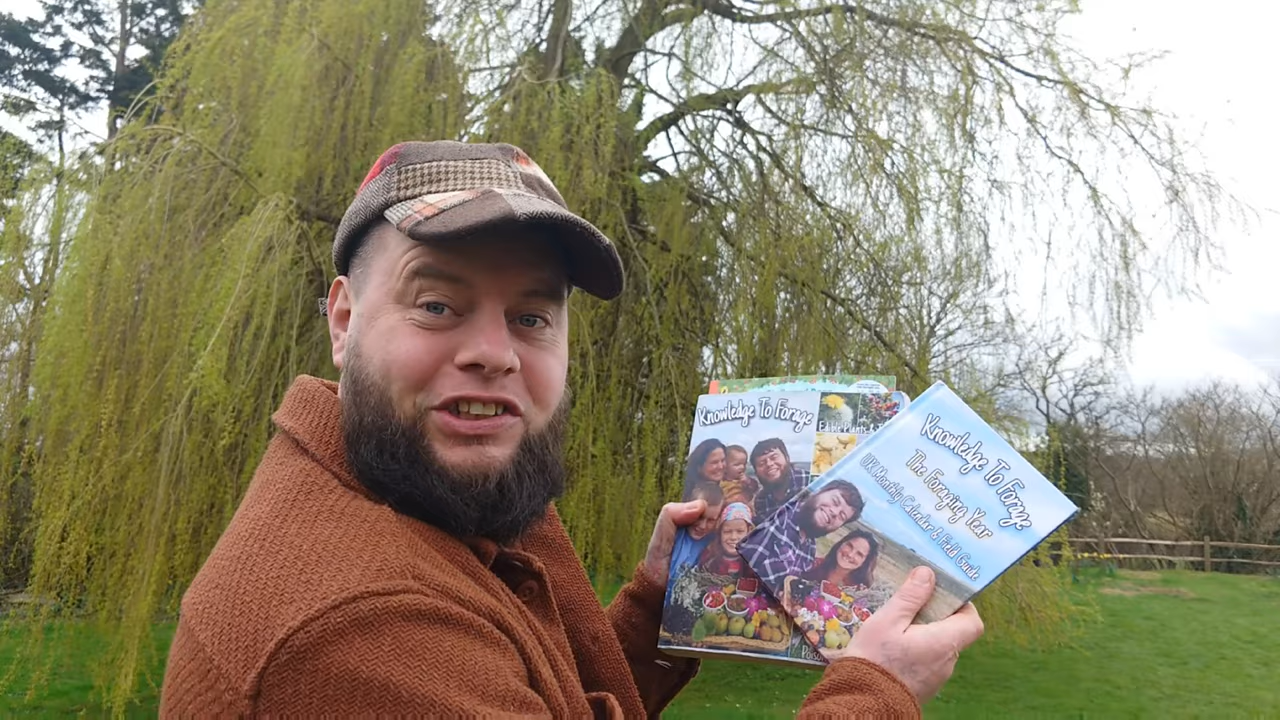 Knowledge To Forage
Edible Plants &
Knowledge To Forage
The Foraging Year
UK Monthly Calendar & Field Guide